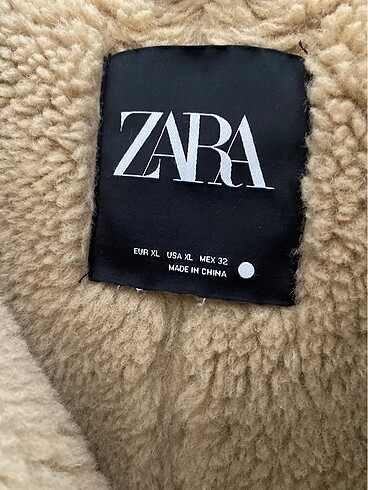 ZARA
EUR XL USA XL MEX 32
MADE IN CHINA